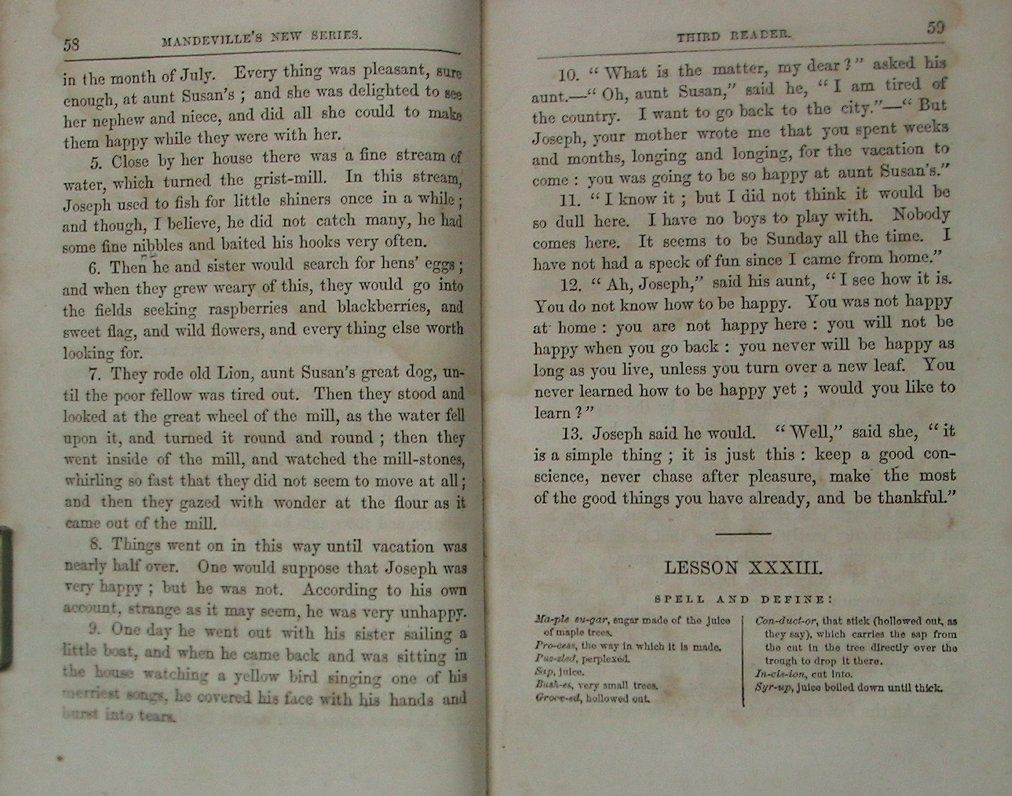 58
MANDEVILLE'S NEW SERIES.
in the month of July. Every thing was pleasant, sure
enough, at aunt Susan's ; and she was delighted to see
her nephew and niece, and did all she could to make
them happy while they were with her.
5. Close by her house there was a fine stream of
water, which turned the grist-mill. In this stream,
Joseph used to fish for little shiners once in a while ;
and though, I believe, he did not catch many, he had
some fine nibbles and baited his hooks very often.
6. Then he and sister would search for hens' eggs ;
and when they grew weary of this, they would go into
the fields seeking raspberries and blackberries, and
sweet flag, and wild flowers, and every thing else worth
looking for.
7. They rode old Lion, aunt Susan's great dog, un-
til the poor fellow was tired out. Then they stood and
looked at the great wheel of the mill, as the water fell
upon it, and turned it round and round ; then they
went inside of the mill, and watched the mill-stones,
whirling so fast that they did not seem to move at all ;
and then they gazed with wonder at the flour as it
came out of the mill.
8. Things went on in this way until vacation was
nearly half over. One would suppose that Joseph was
very happy ; but he was not. According to his own
account, strange as it may seem, he was very unhappy.
9. One day he went out with his sister sailing a
little boat, and when he came back and was sitting in
the house watching a yellow bird singing one of his
merriest songs, he covered his face with his hands and
burst into tears.
THIRD READER.
59
10. “ What is the matter, my dear ? ” asked his
aunt.—“ Oh, aunt Susan,” said he, “ I am tired of
the country. I want to go back to the city.”—“ But
Joseph, your mother wrote me that you spent weeks
and months, longing and longing, for the vacation to
come : you was going to be so happy at aunt Susan's.”
11. “ I know it ; but I did not think it would be
so dull here. I have no boys to play with. Nobody
comes here. It seems to be Sunday all the time. I
have not had a speck of fun since I came from home.”
12. “ Ah, Joseph,” said his aunt, “ I see how it is.
You do not know how to be happy. You was not happy
at home : you are not happy here : you will not be
happy when you go back : you never will be happy as
long as you live, unless you turn over a new leaf. You
never learned how to be happy yet ; would you like to
learn ? ”
13. Joseph said he would. “ Well,” said she, “ it
is a simple thing ; it is just this : keep a good con-
science, never chase after pleasure, make the most
of the good things you have already, and be thankful.”
LESSON XXXIII.
SPELL AND DEFINE:
Ma-ple su-gar, sugar made of the juice
of maple trees.
Pro-cess, the way in which it is made.
Puz-zled, perplexed.
Sap, juice.
Bush-es, very small trees.
Groov-ed, hollowed out.
Con-duct-or, that stick (hollowed out, as
they say), which carries the sap from
the cut in the tree directly over the
trough to drop it there.
In-cis-ion, cut into.
Syr-up, juice boiled down until thick.